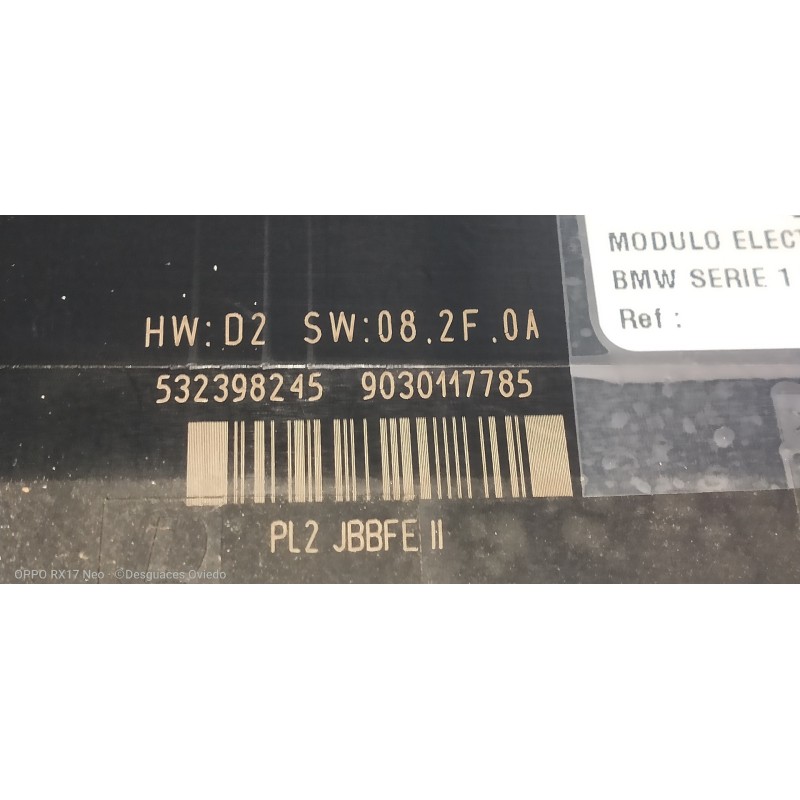 MODULO ELECT
BMW SERIE 1
Ref :
HW:D2 SW:08.2F.0A
532398245 9030117785
PL2 JBBFE II
OPPO RX17 Neo - ©Desguaces Oviedo